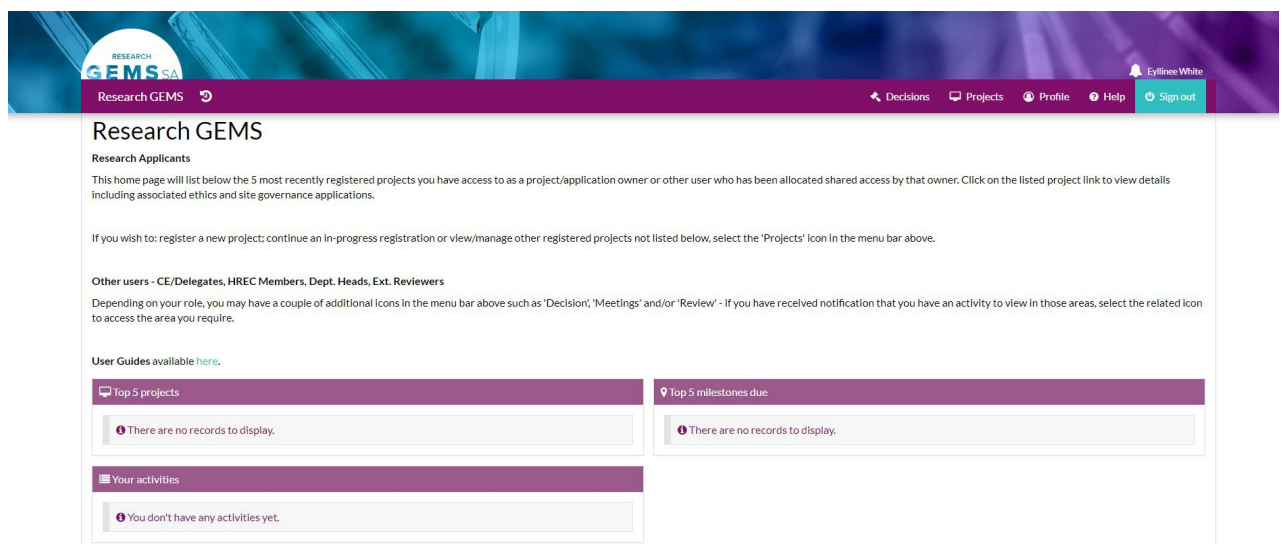 RESEARCH
GEMS SA
Eyllinee White
Research GEMS
Decisions Projects Profile Help Sign out
Research GEMS
Research Applicants
This home page will list below the 5 most recently registered projects you have access to as a project/application owner or other user who has been allocated shared access by that owner. Click on the listed project link to view details
including associated ethics and site governance applications.
If you wish to: register a new project; continue an in-progress registration or view/manage other registered projects not listed below, select the 'Projects' icon in the menu bar above.
Other users - CE/Delegates, HREC Members, Dept. Heads, Ext. Reviewers
Depending on your role, you may have a couple of additional icons in the menu bar above such as 'Decision', 'Meetings' and/or 'Review' - if you have received notification that you have an activity to view in those areas, select the related icon
to access the area you require.
User Guides available here.
Top 5 projects
There are no records to display.
Top 5 milestones due
There are no records to display.
Your activities
You don't have any activities yet.